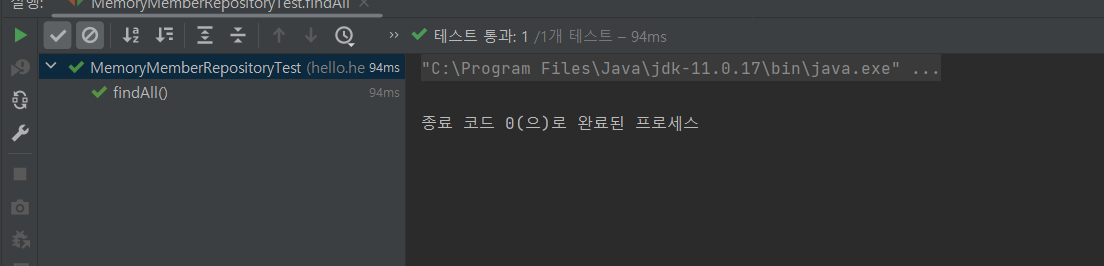 실행: MemoryMemberRepositoryTest.findAll ×
>> 테스트 통과: 1 /1개 테스트 – 94ms
MemoryMemberRepositoryTest (hello.he 94ms
findAll() 94ms
"C:\Program Files\Java\jdk-11.0.17\bin\java.exe" ...
종료 코드 0(으)로 완료된 프로세스